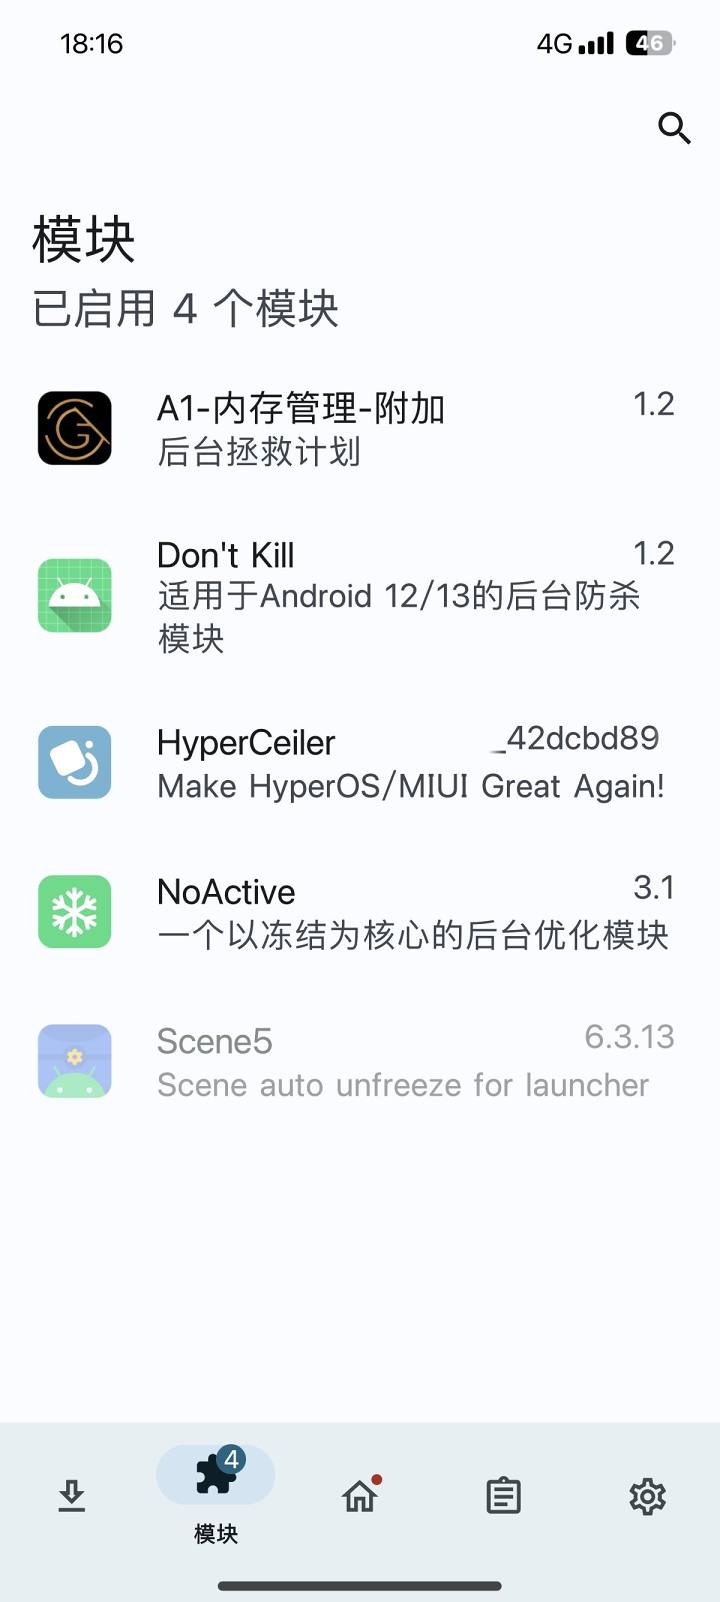 18:16
4G 46
模块
已启用 4 个模块
A1-内存管理-附加 1.2
后台拯救计划
Don't Kill 1.2
适用于Android 12/13的后台防杀
模块
HyperCeiler _42dcbd89
Make HyperOS/MIUI Great Again!
NoActive 3.1
一个以冻结为核心的后台优化模块
Scene5 6.3.13
Scene auto unfreeze for launcher
4
模块